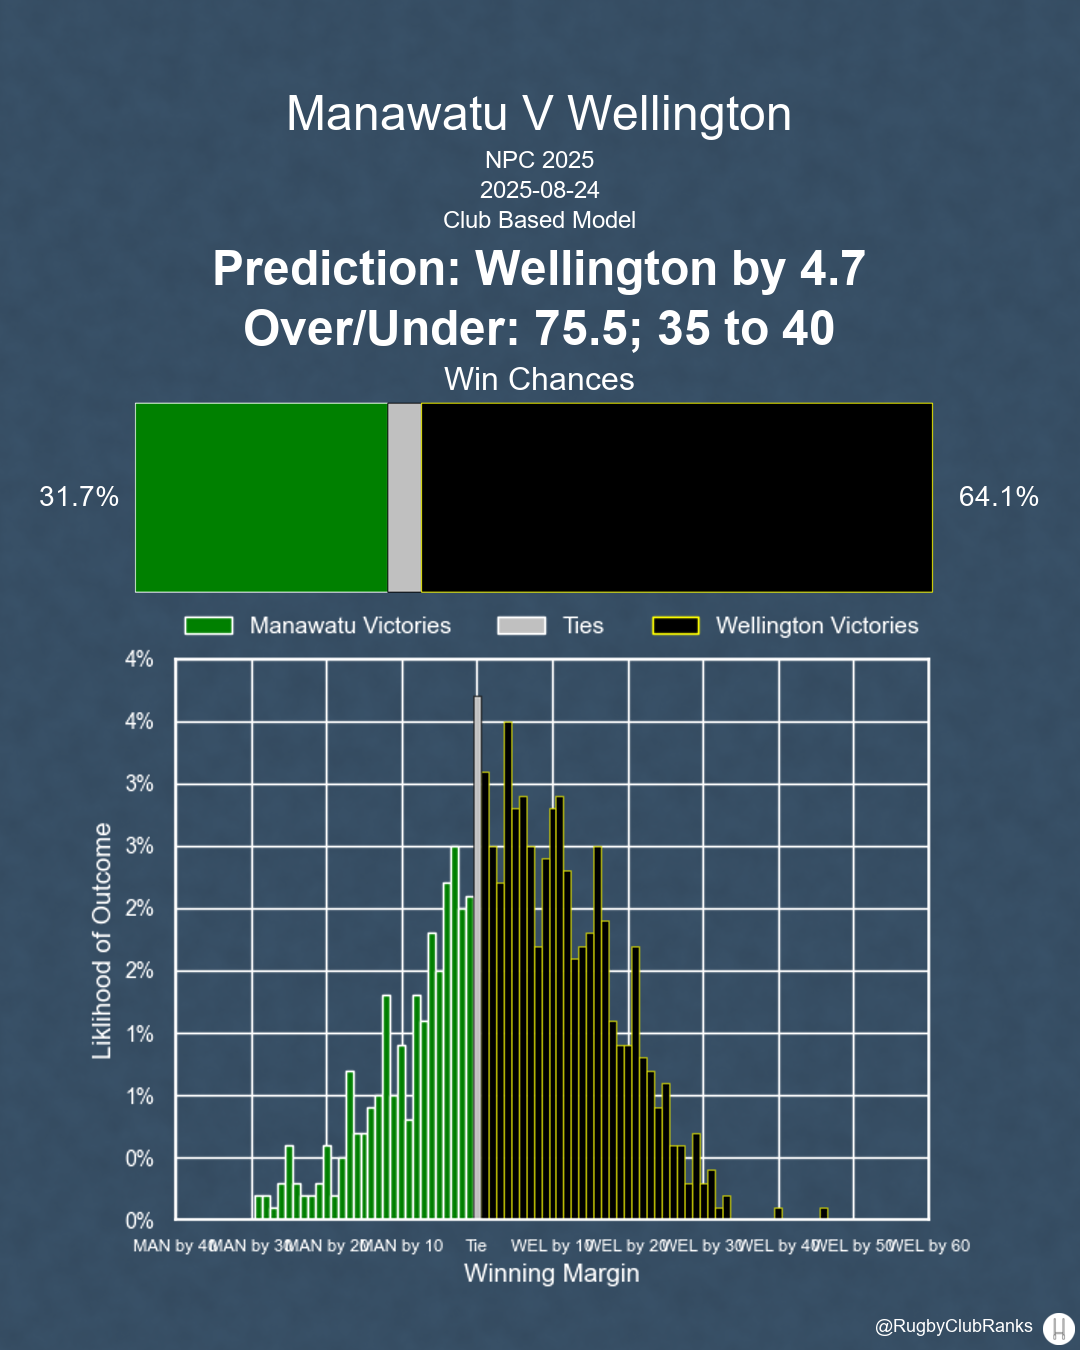 Manawatu V Wellington
NPC 2025
2025-08-24
Club Based Model
Prediction: Wellington by 4.7
Over/Under: 75.5; 35 to 40
Win Chances
31.7%
64.1%
Manawatu Victories
Ties
Wellington Victories
4%
4%
3%
3%
2%
2%
1%
1%
0%
0%
Liklihood of Outcome
MAN by 40 MAN by 30 MAN by 20 MAN by 10 Tie WEL by 10 WEL by 20 WEL by 30 WEL by 40 WEL by 50 WEL by 60
Winning Margin
@RugbyClubRanks